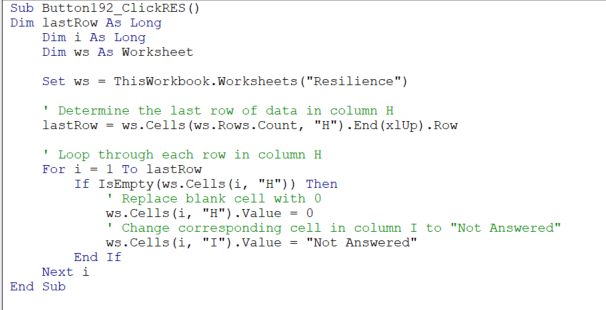 Sub Button192_ClickRES()
Dim lastRow As Long
    Dim i As Long
    Dim ws As Worksheet

    Set ws = ThisWorkbook.Worksheets("Resilience")

    ' Determine the last row of data in column H
    lastRow = ws.Cells(ws.Rows.Count, "H").End(xlUp).Row

    ' Loop through each row in column H
    For i = 1 To lastRow
        If IsEmpty(ws.Cells(i, "H")) Then
            ' Replace blank cell with 0
            ws.Cells(i, "H").Value = 0
            ' Change corresponding cell in column I to "Not Answered"
            ws.Cells(i, "I").Value = "Not Answered"
        End If
    Next i
End Sub